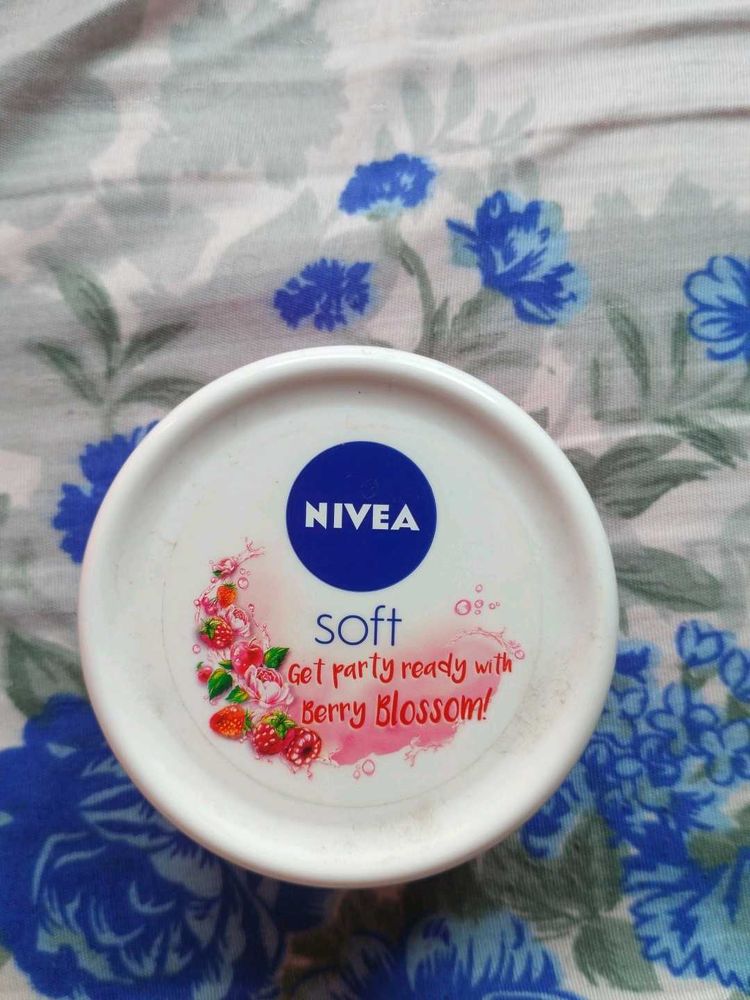 NIVEA
soft
Get party ready with
Berry Blossom!